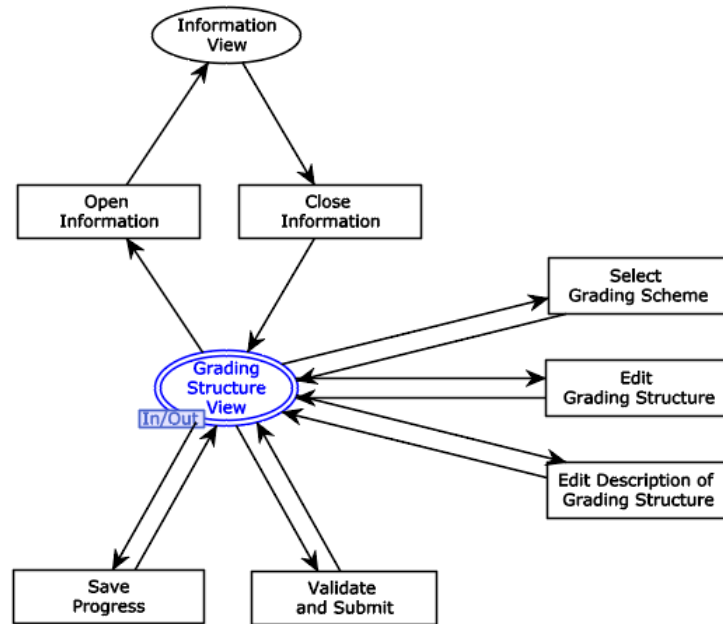 Information
View
Open
Information
Close
Information
Select
Grading Scheme
Grading
Structure
View
In/Out
Edit
Grading Structure
Edit Description of
Grading Structure
Save
Progress
Validate
and Submit